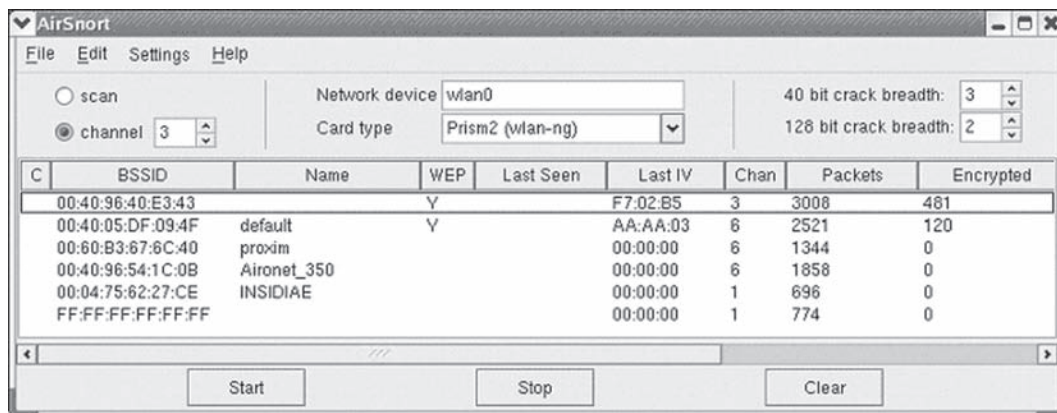 AirSnort
File Edit Settings Help
scan Network device wlan0 40 bit crack breadth: 3
channel 3 Card type Prism2 (wlan-ng) 128 bit crack breadth: 2
C BSSID Name WEP Last Seen Last IV Chan Packets Encrypted
00:40:96:40:E3:43 Y F7:02:B5 3 3008 481
00:40:05:DF:09:4F default Y AA:AA:03 6 2521 120
00:60:B3:67:6C:40 proxim 00:00:00 6 1344 0
00:40:96:54:1C:0B Aironet_350 00:00:00 6 1858 0
00:04:75:62:27:CE INSIDIAE 00:00:00 1 696 0
FF:FF:FF:FF:FF:FF 00:00:00 1 774 0
Start Stop Clear